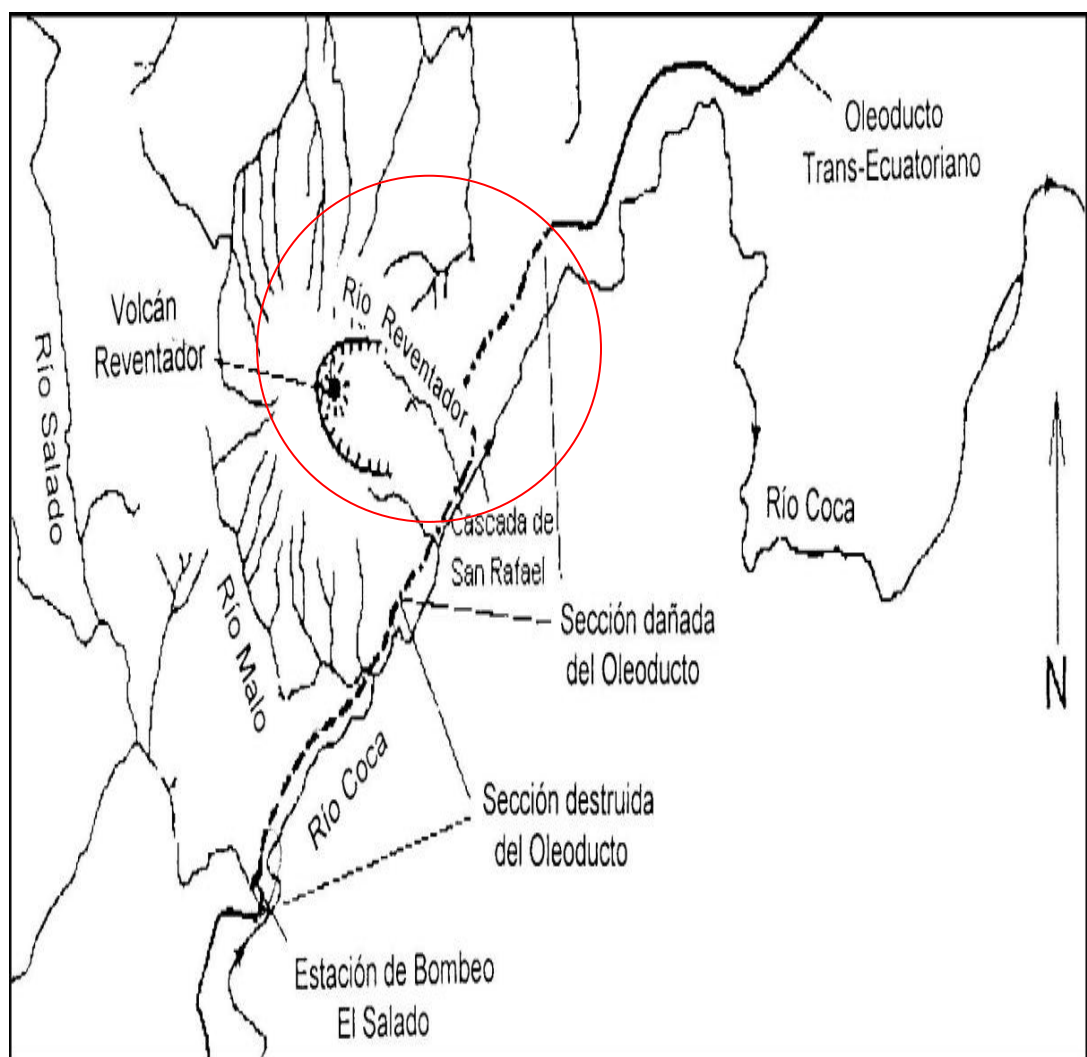 Oleoducto
Trans-Ecuatoriano
Río Reventador
Volcán
Reventador
Río Salado
Río Coca
Cascada de
San Rafael
Río Malo
Sección dañada
del Oleoducto
N
Río Coca
Sección destruida
del Oleoducto
Estación de Bombeo
El Salado